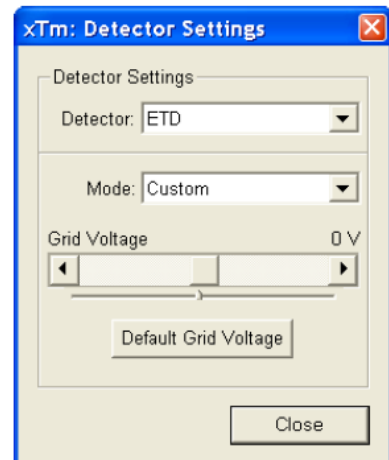 xTm: Detector Settings
Detector Settings
Detector: ETD
Mode: Custom
Grid Voltage 0 V
Default Grid Voltage
Close